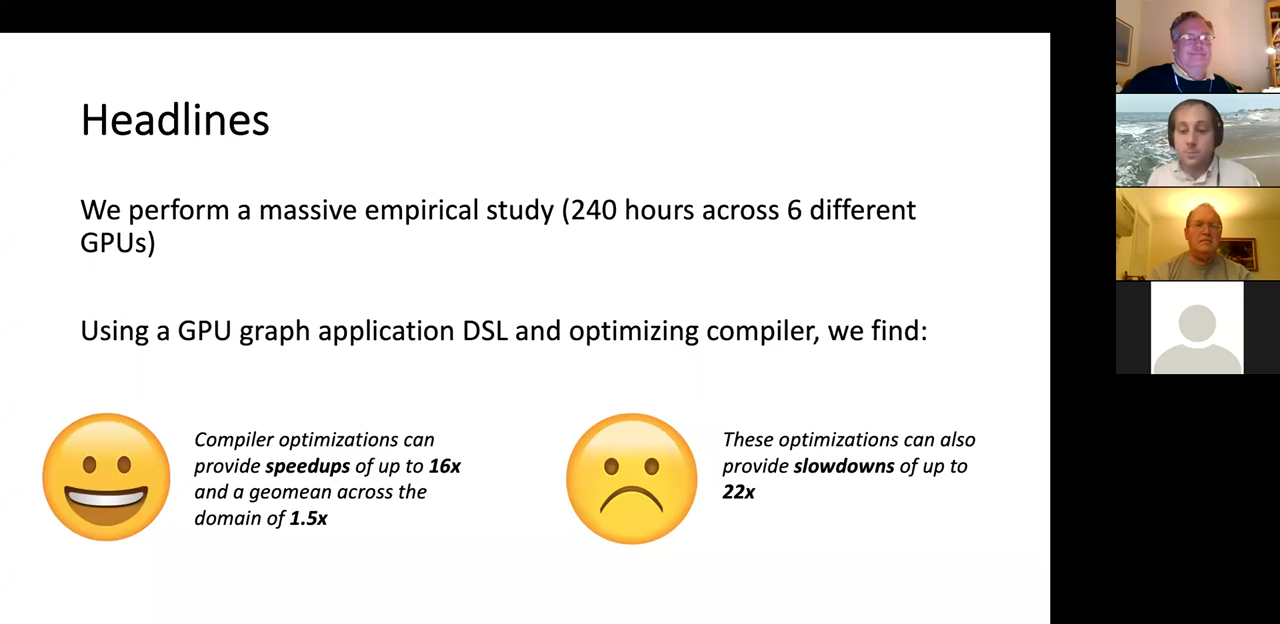 Headlines
We perform a massive empirical study (240 hours across 6 different
GPUs)
Using a GPU graph application DSL and optimizing compiler, we find:
Compiler optimizations can
provide speedups of up to 16x
and a geomean across the
domain of 1.5x
These optimizations can also
provide slowdowns of up to
22x